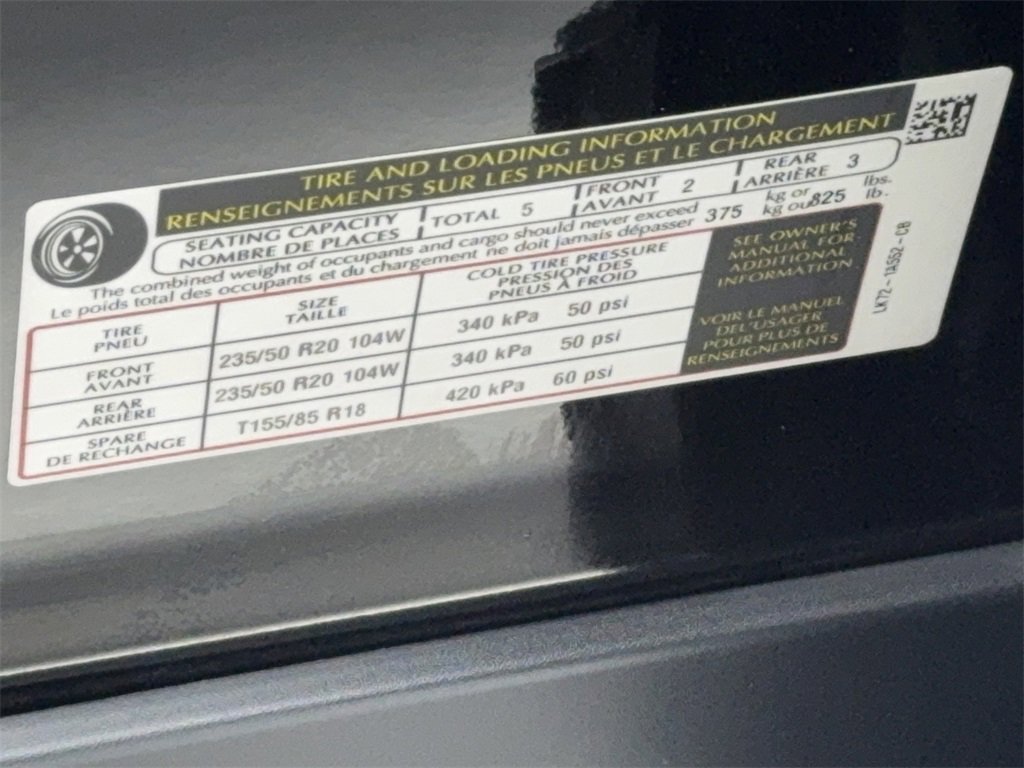 TIRE AND LOADING INFORMATION
RENSEIGNEMENTS SUR LES PNEUS ET LE CHARGEMENT
SEATING CAPACITY
NOMBRE DE PLACES
TOTAL 5
FRONT
AVANT
2
REAR
ARRIÈRE
3
The combined weight of occupants and cargo should never exceed
Le poids total des occupants et du chargement ne doit jamais dépasser
375
kg or
kg ou
825
lbs.
lb.
TIRE
PNEU
SIZE
TAILLE
COLD TIRE PRESSURE
PRESSION DES
PNEUS À FROID
FRONT
AVANT
235/50 R20 104W
340 kPa 50 psi
REAR
ARRIÈRE
235/50 R20 104W
340 kPa 50 psi
SPARE
DE RECHANGE
T155/85 R18
420 kPa 60 psi
SEE OWNER'S
MANUAL FOR
ADDITIONAL
INFORMATION
VOIR LE MANUEL
DE L'USAGER
POUR PLUS DE
RENSEIGNEMENTS
LK72-1A552-CB